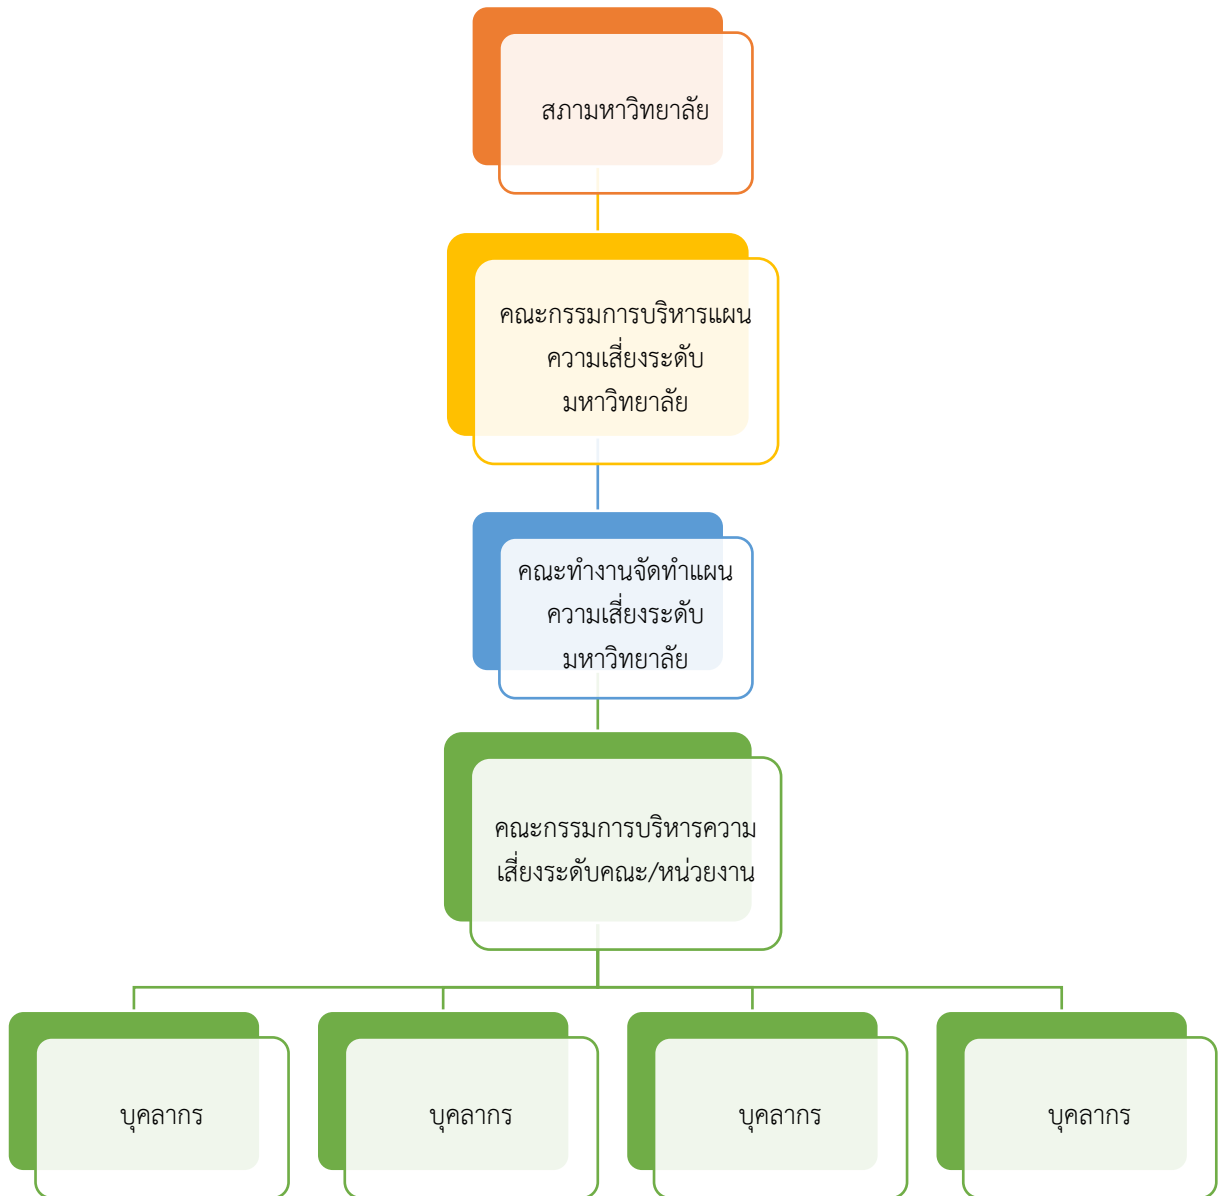 สภามหาวิทยาลัย
คณะกรรมการบริหารแผน
ความเสี่ยงระดับ
มหาวิทยาลัย
คณะทำงานจัดทำแผน
ความเสี่ยงระดับ
มหาวิทยาลัย
คณะกรรมการบริหารความ
เสี่ยงระดับคณะ/หน่วยงาน
บุคลากร
บุคลากร
บุคลากร
บุคลากร